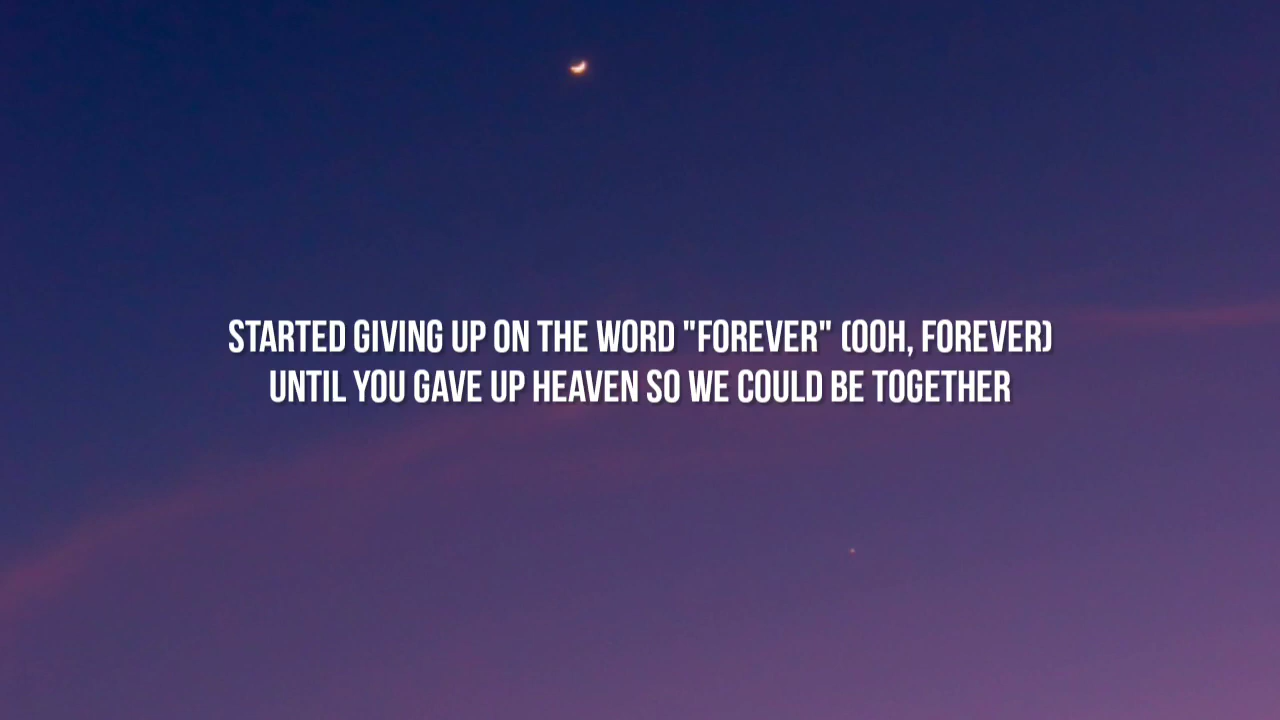 STARTED GIVING UP ON THE WORD "FOREVER" (OOH, FOREVER)
UNTIL YOU GAVE UP HEAVEN SO WE COULD BE TOGETHER